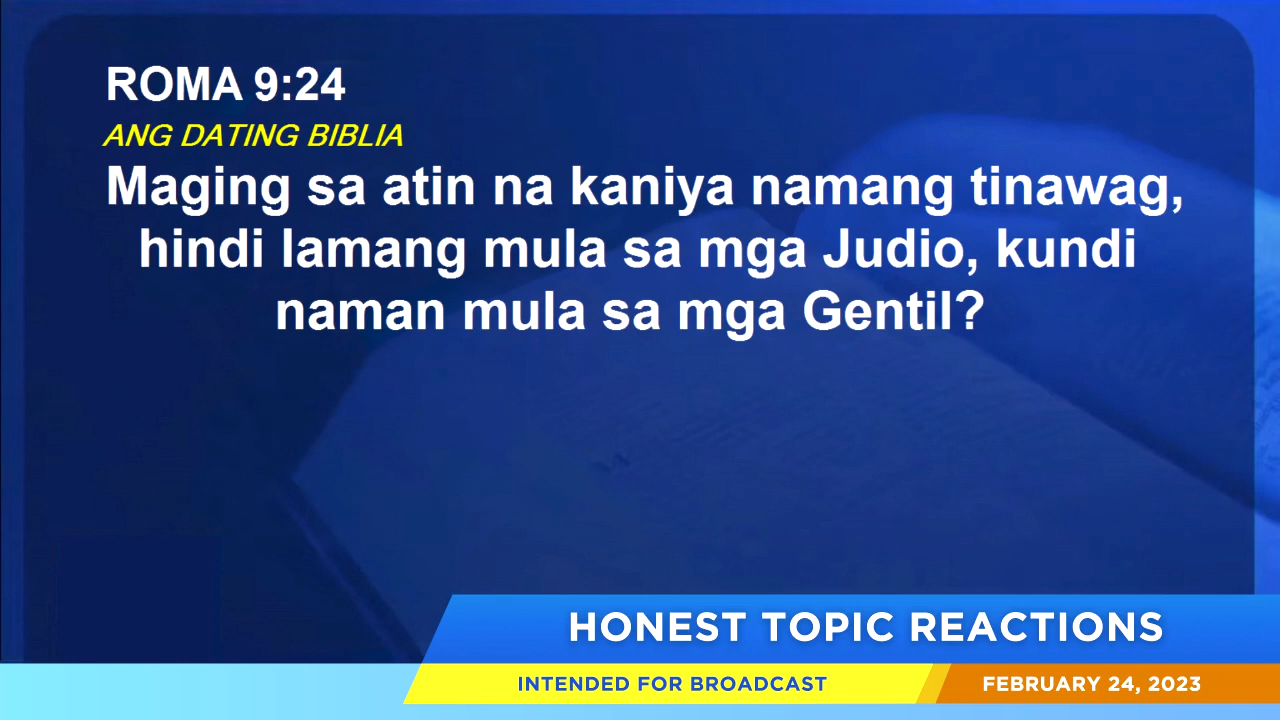 ROMA 9:24
ANG DATING BIBLIA
Maging sa atin na kaniya namang tinawag,
hindi lamang mula sa mga Judio, kundi
naman mula sa mga Gentil?
HONEST TOPIC REACTIONS
INTENDED FOR BROADCAST
FEBRUARY 24, 2023